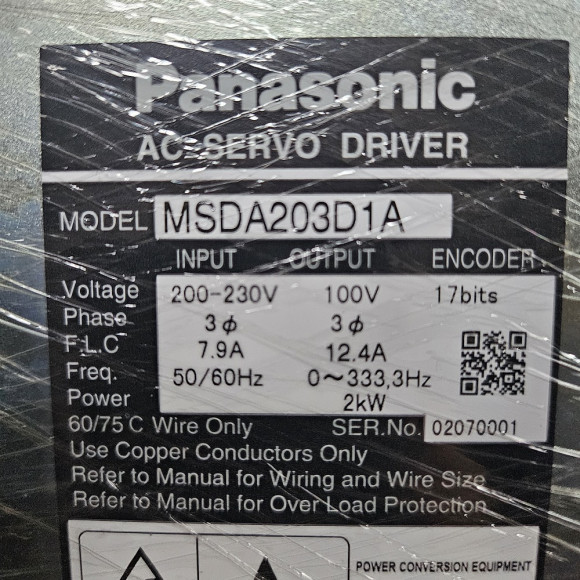 Panasonic
AC SERVO DRIVER
MODEL MSDA203D1A
INPUT OUTPUT ENCODER
Voltage 200-230V 100V 17bits
Phase 3ϕ 3ϕ
F.L.C 7.9A 12.4A
Freq. 50/60Hz 0~333,3Hz
Power 2kW
60/75°C Wire Only SER.No. 02070001
Use Copper Conductors Only
Refer to Manual for Wiring and Wire Size
Refer to Manual for Over Load Protection
POWER CONVERSION EQUIPMENT